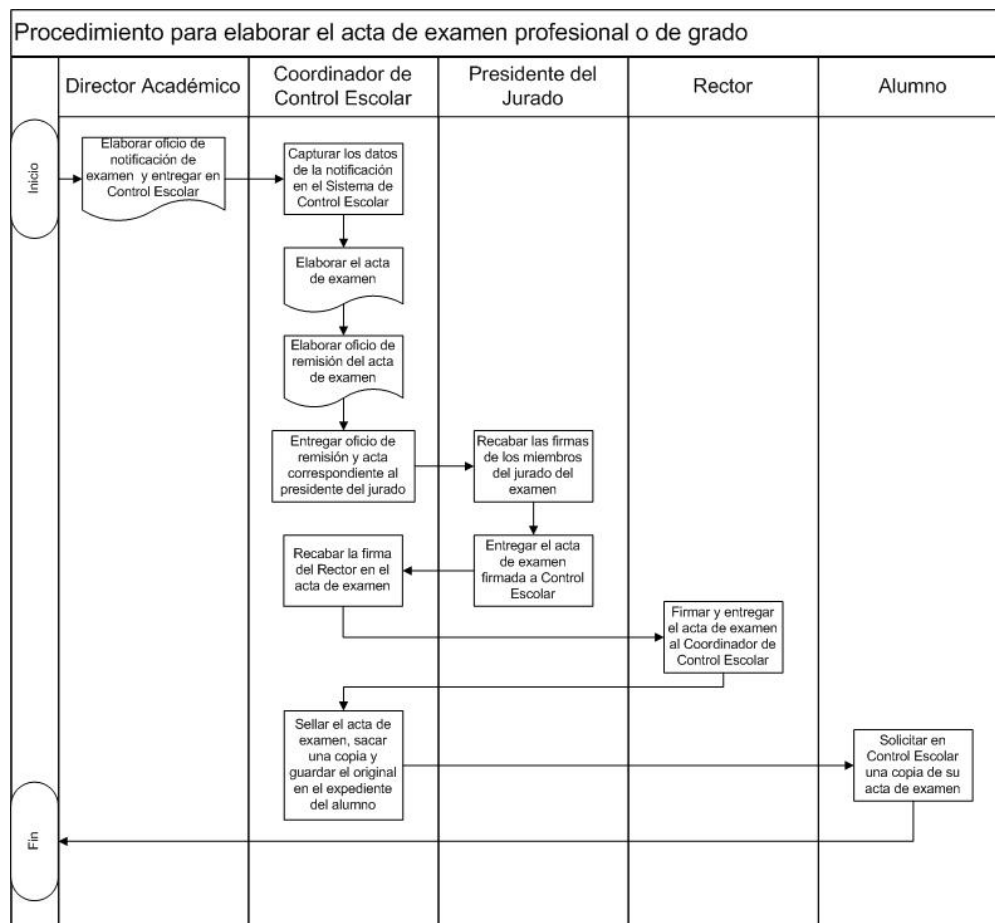 Procedimiento para elaborar el acta de examen profesional o de grado
Director Académico
Coordinador de
Control Escolar
Presidente del
Jurado
Rector
Alumno
Inicio
Elaborar oficio de
notificación de
examen y entregar en
Control Escolar
Capturar los datos
de la notificación
en el Sistema de
Control Escolar
Elaborar el acta
de examen
Elaborar oficio de
remisión del acta
de examen
Entregar oficio de
remisión y acta
correspondiente al
presidente del jurado
Recabar las firmas
de los miembros
del jurado del
examen
Entregar el acta
de examen
firmada a Control
Escolar
Recabar la firma
del Rector en el
acta de examen
Firmar y entregar
el acta de examen
al Coordinador de
Control Escolar
Sellar el acta de
examen, sacar
una copia y
guardar el original
en el expediente
del alumno
Solicitar en
Control Escolar
una copia de su
acta de examen
Fin